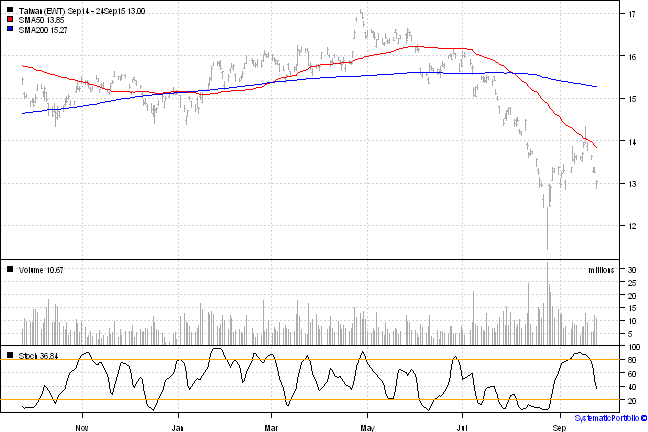 Taiwan (EWT) Sep14 - 24Sep15 13.00
SMA50 13.85
SMA200 15.27
17
16
15
14
13
12
Volume 10.67
millions
30
25
20
15
10
5
Stoch 36.84
100
80
60
40
20
Nov
Jan
Mar
May
Jul
Sep
SystematicPortfolio ©